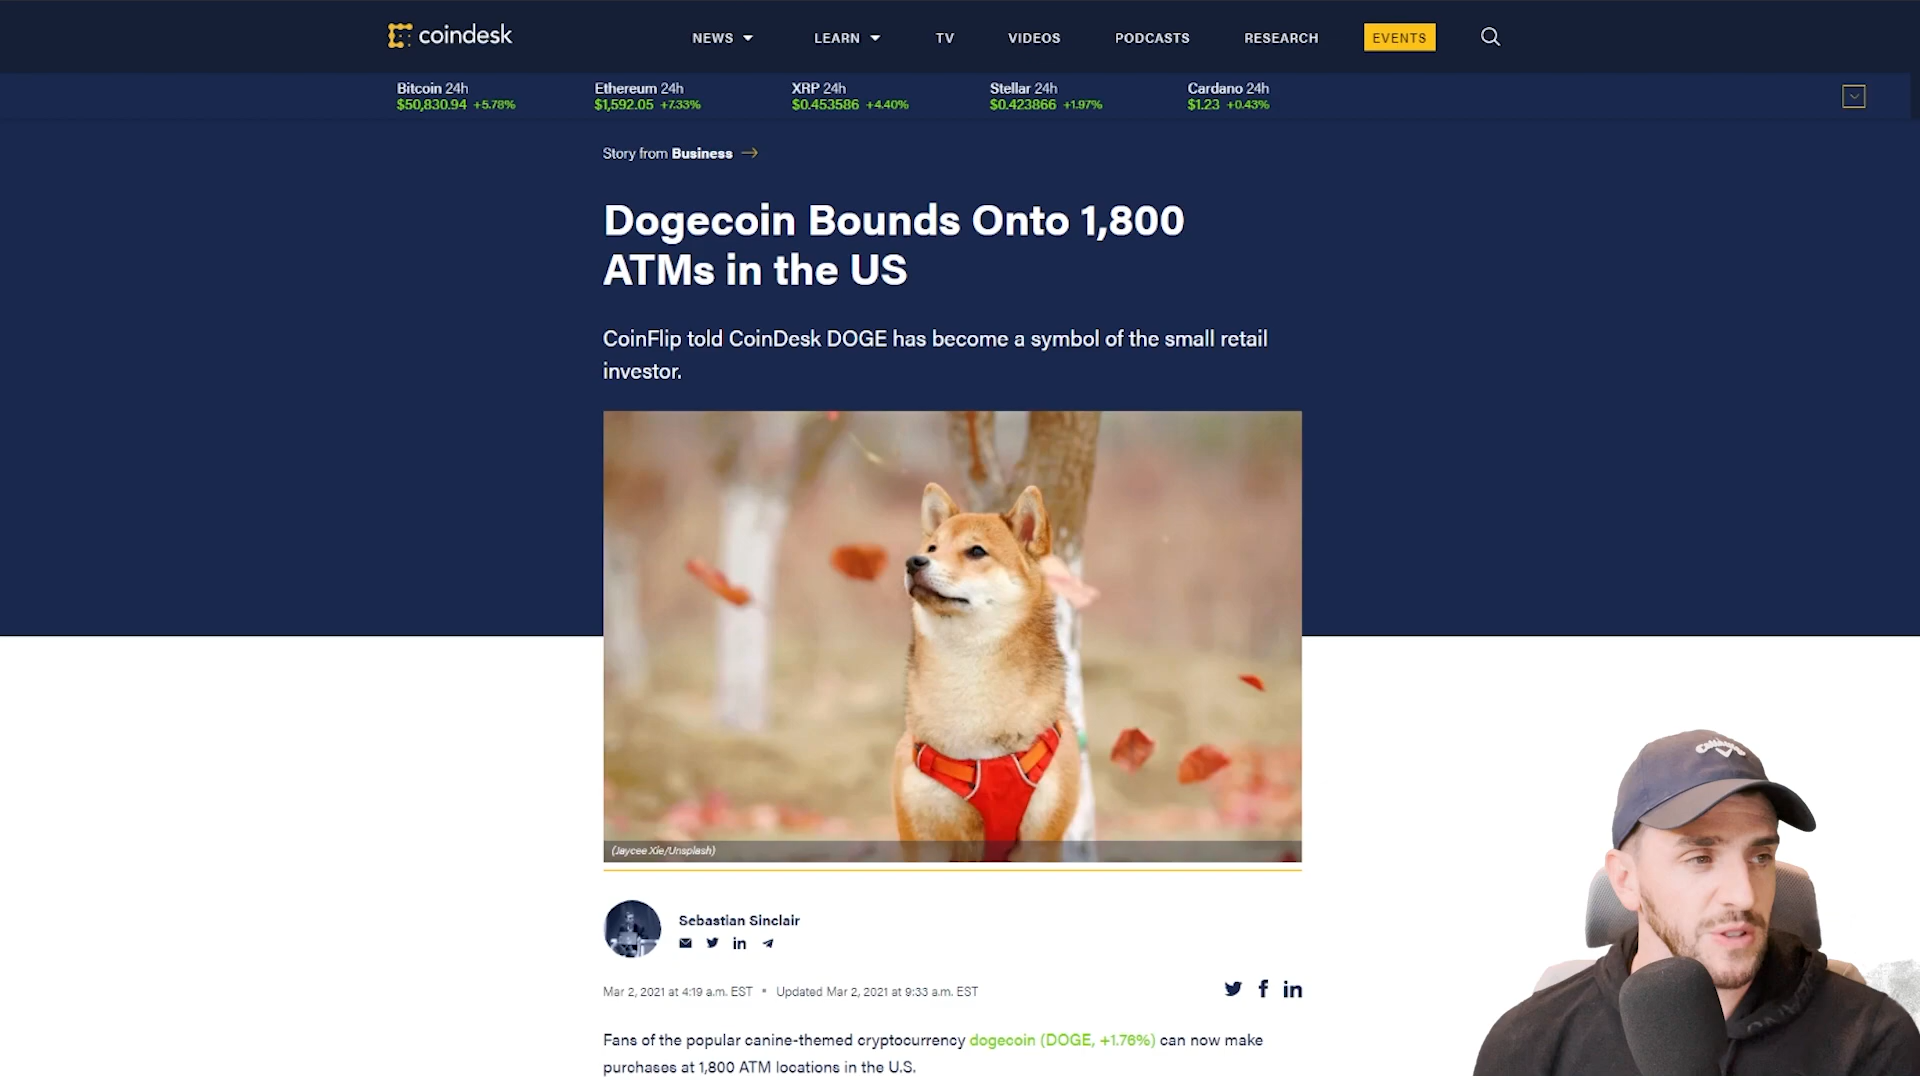 coindesk
NEWS LEARN TV VIDEOS PODCASTS RESEARCH EVENTS
Bitcoin 24h
$50,830.94 +5.78%
Ethereum 24h
$1,592.05 +7.33%
XRP 24h
$0.453586 +4.40%
Stellar 24h
$0.423866 +1.97%
Cardano 24h
$1.23 +0.43%
Story from Business
Dogecoin Bounds Onto 1,800
ATMs in the US
CoinFlip told CoinDesk DOGE has become a symbol of the small retail
investor.
(Jaycee Xie/Unsplash)
Callaway
Sebastian Sinclair
Mar 2, 2021 at 4:19 a.m. EST • Updated Mar 2, 2021 at 9:33 a.m. EST
Fans of the popular canine-themed cryptocurrency dogecoin (DOGE, +1.76%) can now make
purchases at 1,800 ATM locations in the U.S.